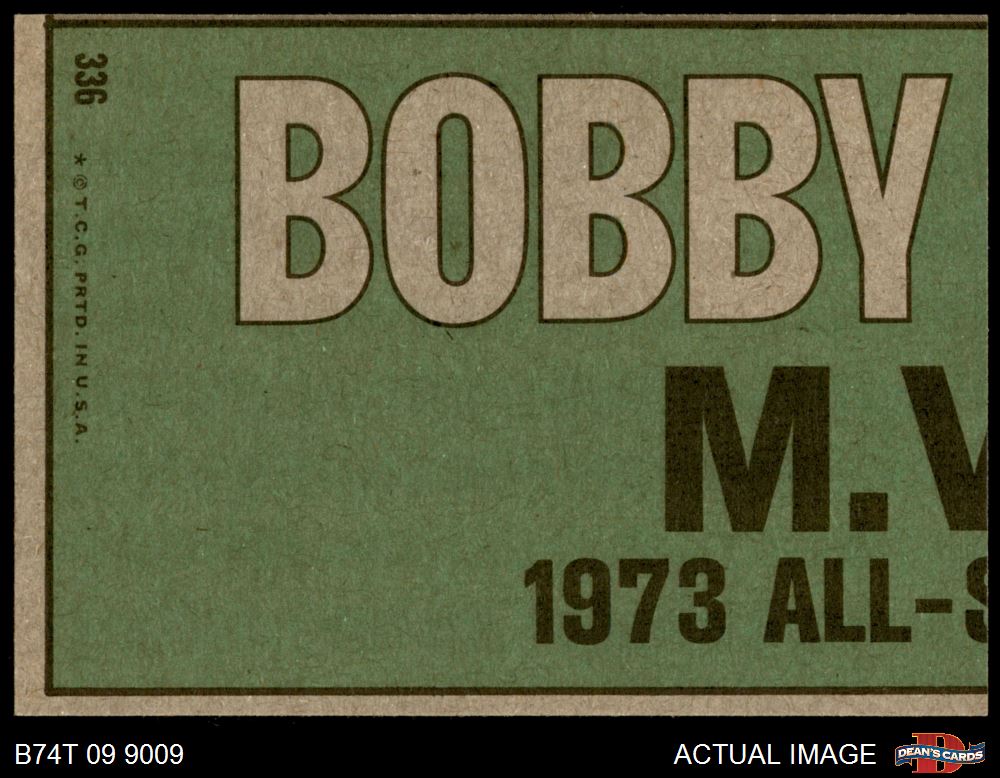 336
* © T.C.G. PRTD. IN U.S.A.
BOBBY
M.V
1973 ALL-S
B74T 09 9009
ACTUAL IMAGE
D
DEAN'S CARDS